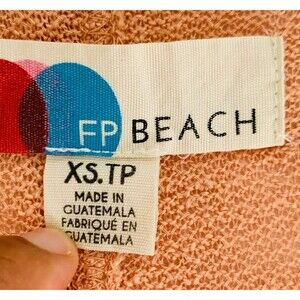 FP BEACH
XS.TP
MADE IN
GUATEMALA
FABRIQUÉ EN
GUATEMALA